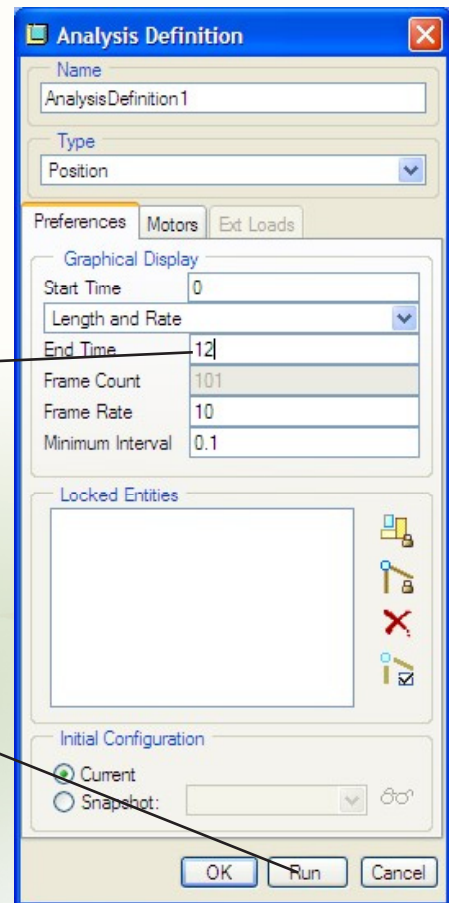 Analysis Definition
Name
AnalysisDefinition1
Type
Position
Preferences Motors Ext Loads
Graphical Display
Start Time 0
Length and Rate
End Time 12
Frame Count 101
Frame Rate 10
Minimum Interval 0.1
Locked Entities
Initial Configuration
Current
Snapshot:
OK Run Cancel